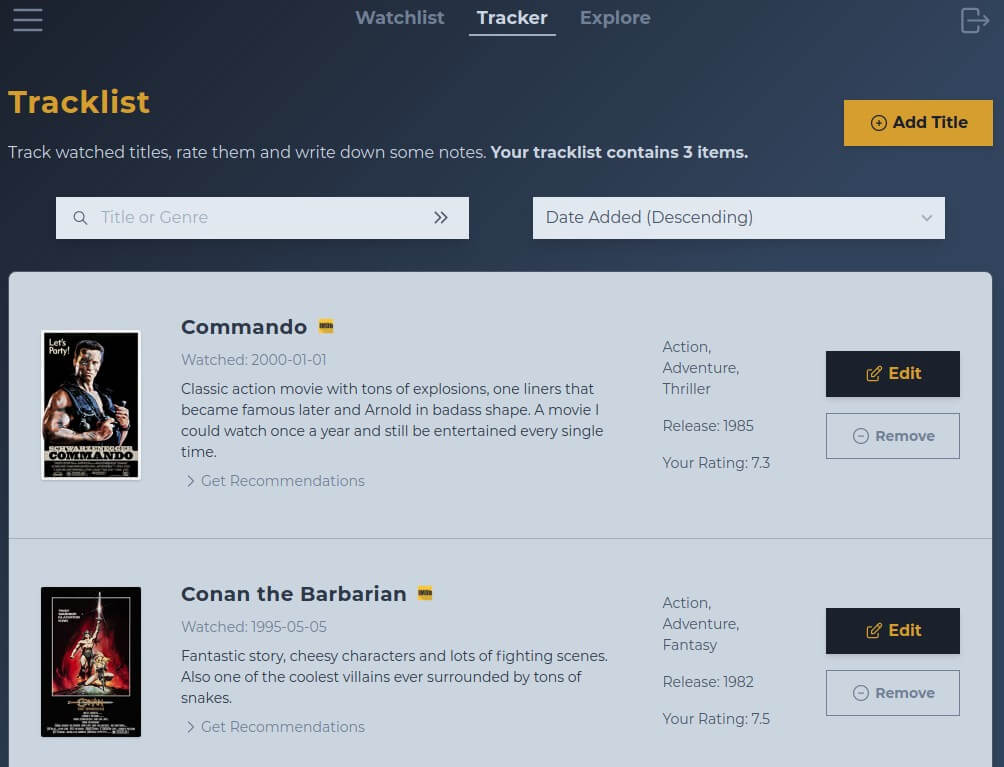 Watchlist Tracker Explore
Tracklist
Add Title
Track watched titles, rate them and write down some notes. Your tracklist contains 3 items.
Title or Genre
Date Added (Descending)
Let's
Party!
SCHWARZENEGGER
COMMANDO
Commando IMDb
Watched: 2000-01-01
Classic action movie with tons of explosions, one liners that
became famous later and Arnold in badass shape. A movie I
could watch once a year and still be entertained every single
time.
Get Recommendations
Action,
Adventure,
Thriller
Release: 1985
Your Rating: 7.3
Edit
Remove
CONAN
Conan the Barbarian IMDb
Watched: 1995-05-05
Fantastic story, cheesy characters and lots of fighting scenes.
Also one of the coolest villains ever surrounded by tons of
snakes.
Get Recommendations
Action,
Adventure,
Fantasy
Release: 1982
Your Rating: 7.5
Edit
Remove